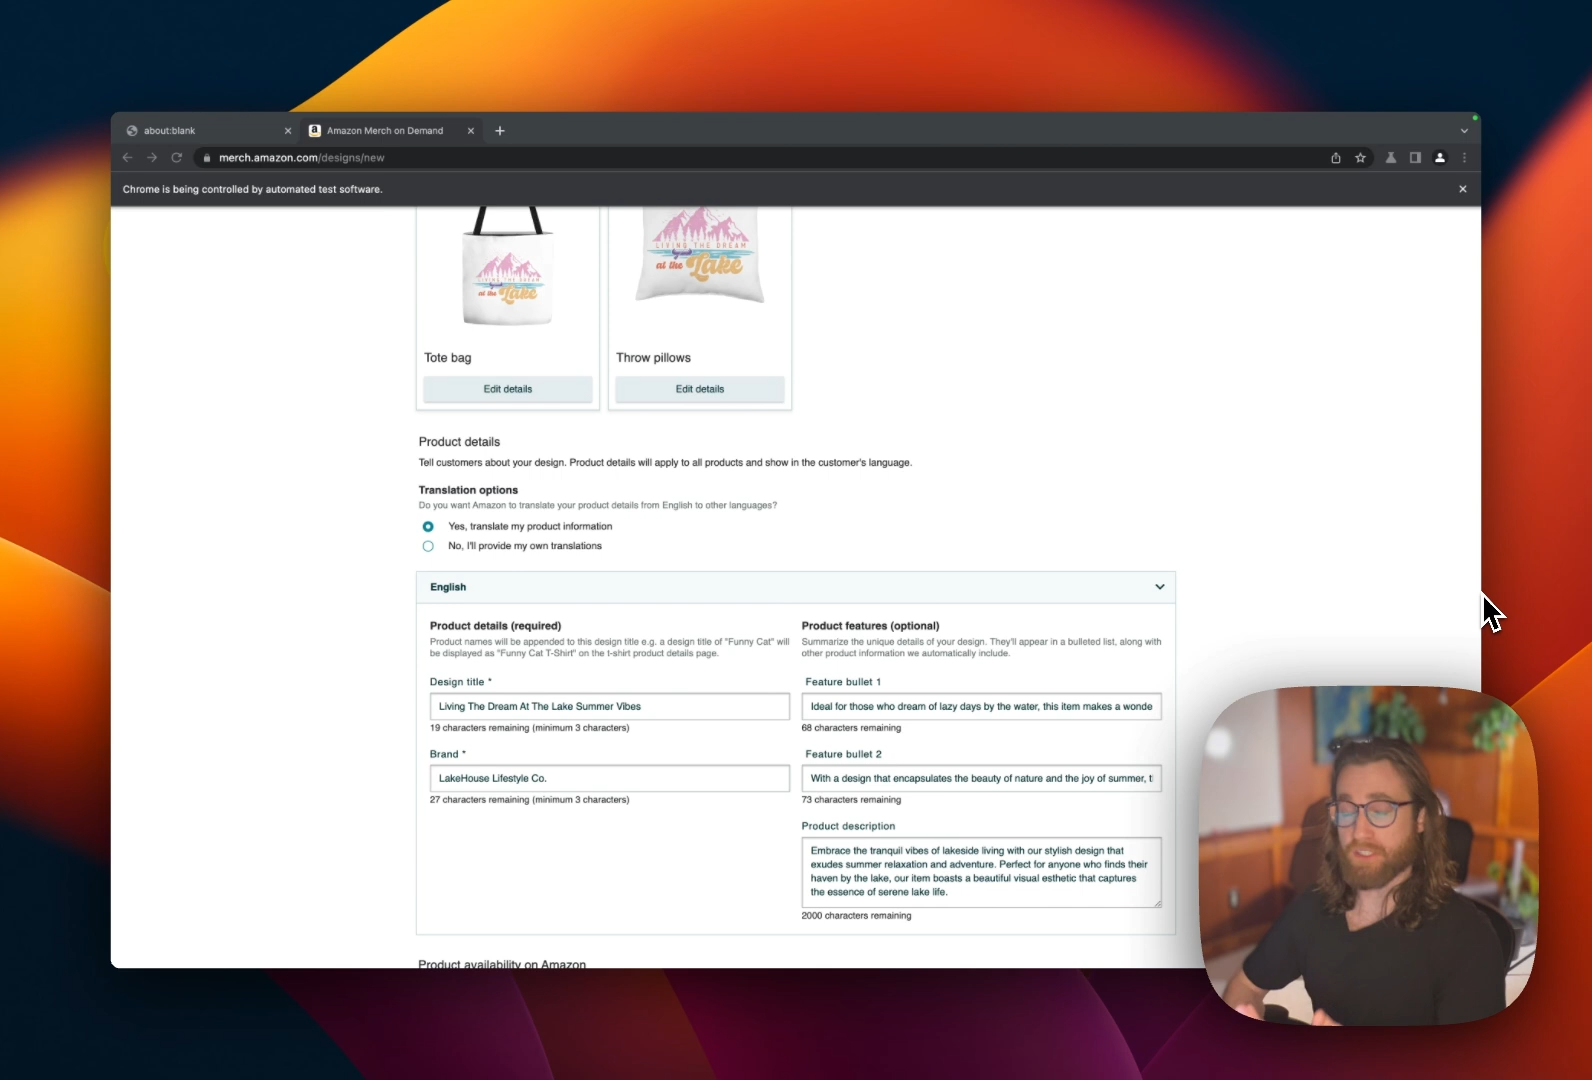 about:blank
Amazon Merch on Demand
merch.amazon.com/designs/new
Chrome is being controlled by automated test software.
LIVING THE DREAM
at the Lake
LIVING THE DREAM
at the Lake
Tote bag
Throw pillows
Edit details
Edit details
Product details
Tell customers about your design. Product details will apply to all products and show in the customer's language.
Translation options
Do you want Amazon to translate your product details from English to other languages?
Yes, translate my product information
No, I'll provide my own translations
English
Product details (required)
Product names will be appended to this design title e.g. a design title of "Funny Cat" will
be displayed as "Funny Cat T-Shirt" on the t-shirt product details page.
Design title *
Living The Dream At The Lake Summer Vibes
19 characters remaining (minimum 3 characters)
Brand *
LakeHouse Lifestyle Co.
27 characters remaining (minimum 3 characters)
Product features (optional)
Summarize the unique details of your design. They'll appear in a bulleted list, along with
other product information we automatically include.
Feature bullet 1
Ideal for those who dream of lazy days by the water, this item makes a wonde
68 characters remaining
Feature bullet 2
With a design that encapsulates the beauty of nature and the joy of summer, t
73 characters remaining
Product description
Embrace the tranquil vibes of lakeside living with our stylish design that
exudes summer relaxation and adventure. Perfect for anyone who finds their
haven by the lake, our item boasts a beautiful visual esthetic that captures
the essence of serene lake life.
2000 characters remaining
Product availability on Amazon